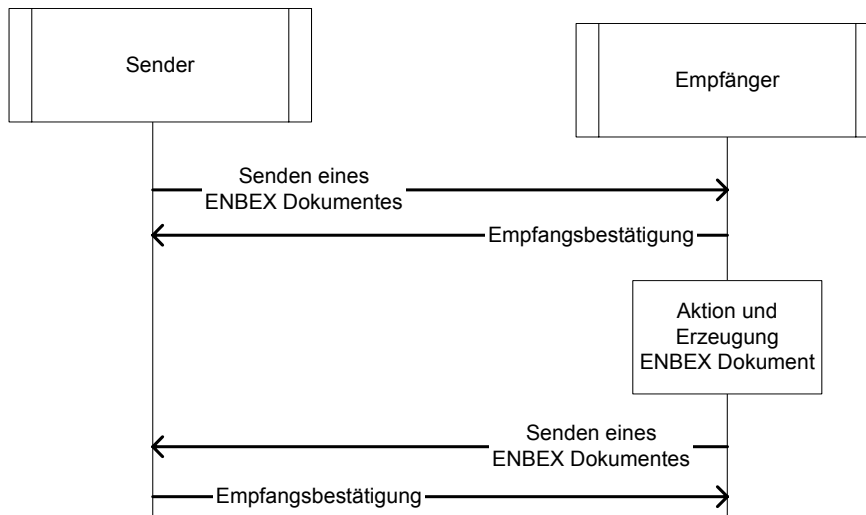 Sender
Empfänger
Senden eines
ENBEX Dokumentes
Empfangsbestätigung
Aktion und
Erzeugung
ENBEX Dokument
Senden eines
ENBEX Dokumentes
Empfangsbestätigung